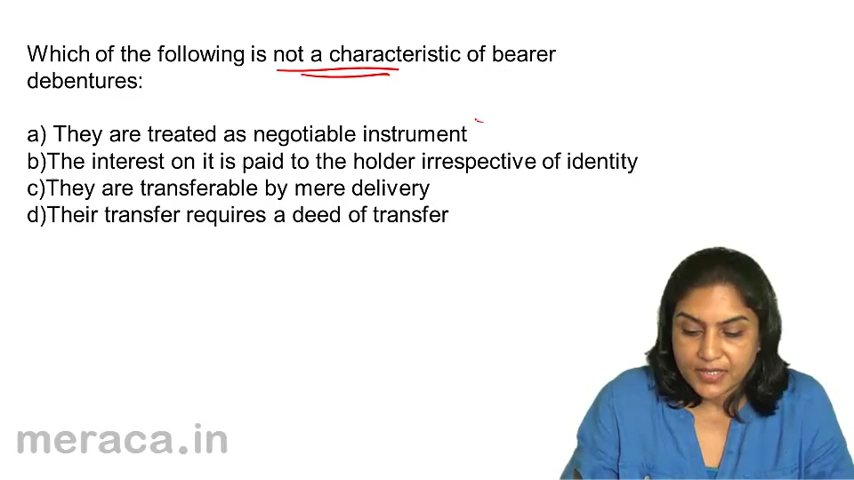 Which of the following is not a characteristic of bearer
debentures:
a) They are treated as negotiable instrument
b)The interest on it is paid to the holder irrespective of identity
c)They are transferable by mere delivery
d)Their transfer requires a deed of transfer
meraca.in